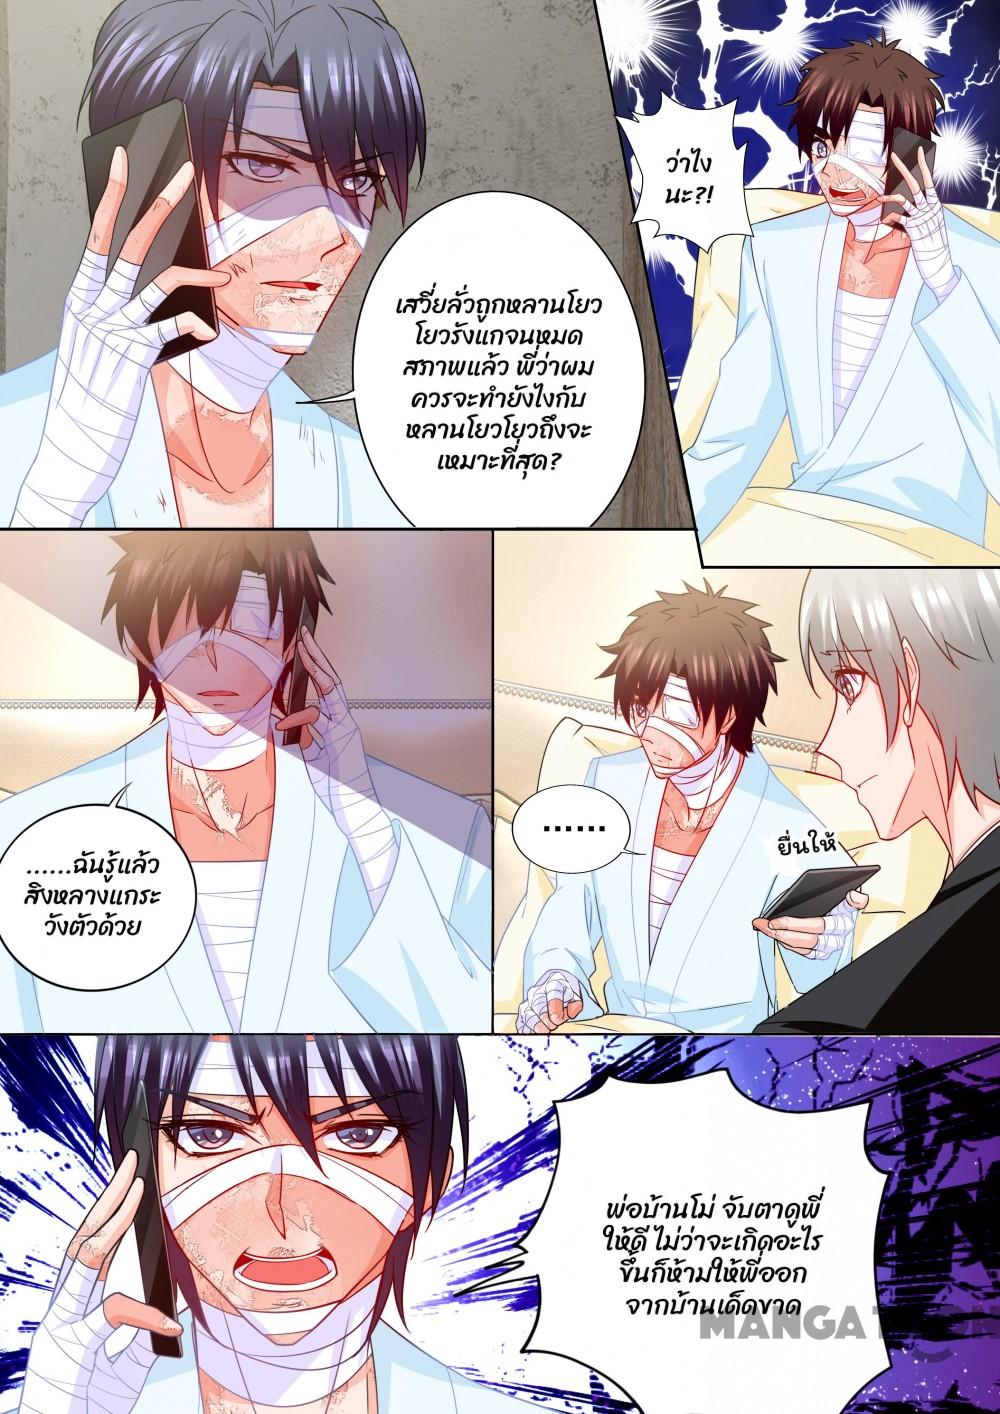 เสวี่ยลั่วถูกหลานโยว
โยวรังแกจนหมด
สภาพแล้ว พี่ว่าผม
ควรจะทำยังไงกับ
หลานโยวโยวถึงจะ
เหมาะที่สุด?
ว่าไง
นะ?!
......ฉันรู้แล้ว
สิงหลางแกระ
วังตัวด้วย
......
ยื่นให้
พ่อบ้านโม่ จับตาดูพี่
ให้ดี ไม่ว่าจะเกิดอะไร
ขึ้นก็ห้ามให้พี่ออก
จากบ้านเด็ดขาด
MANGA